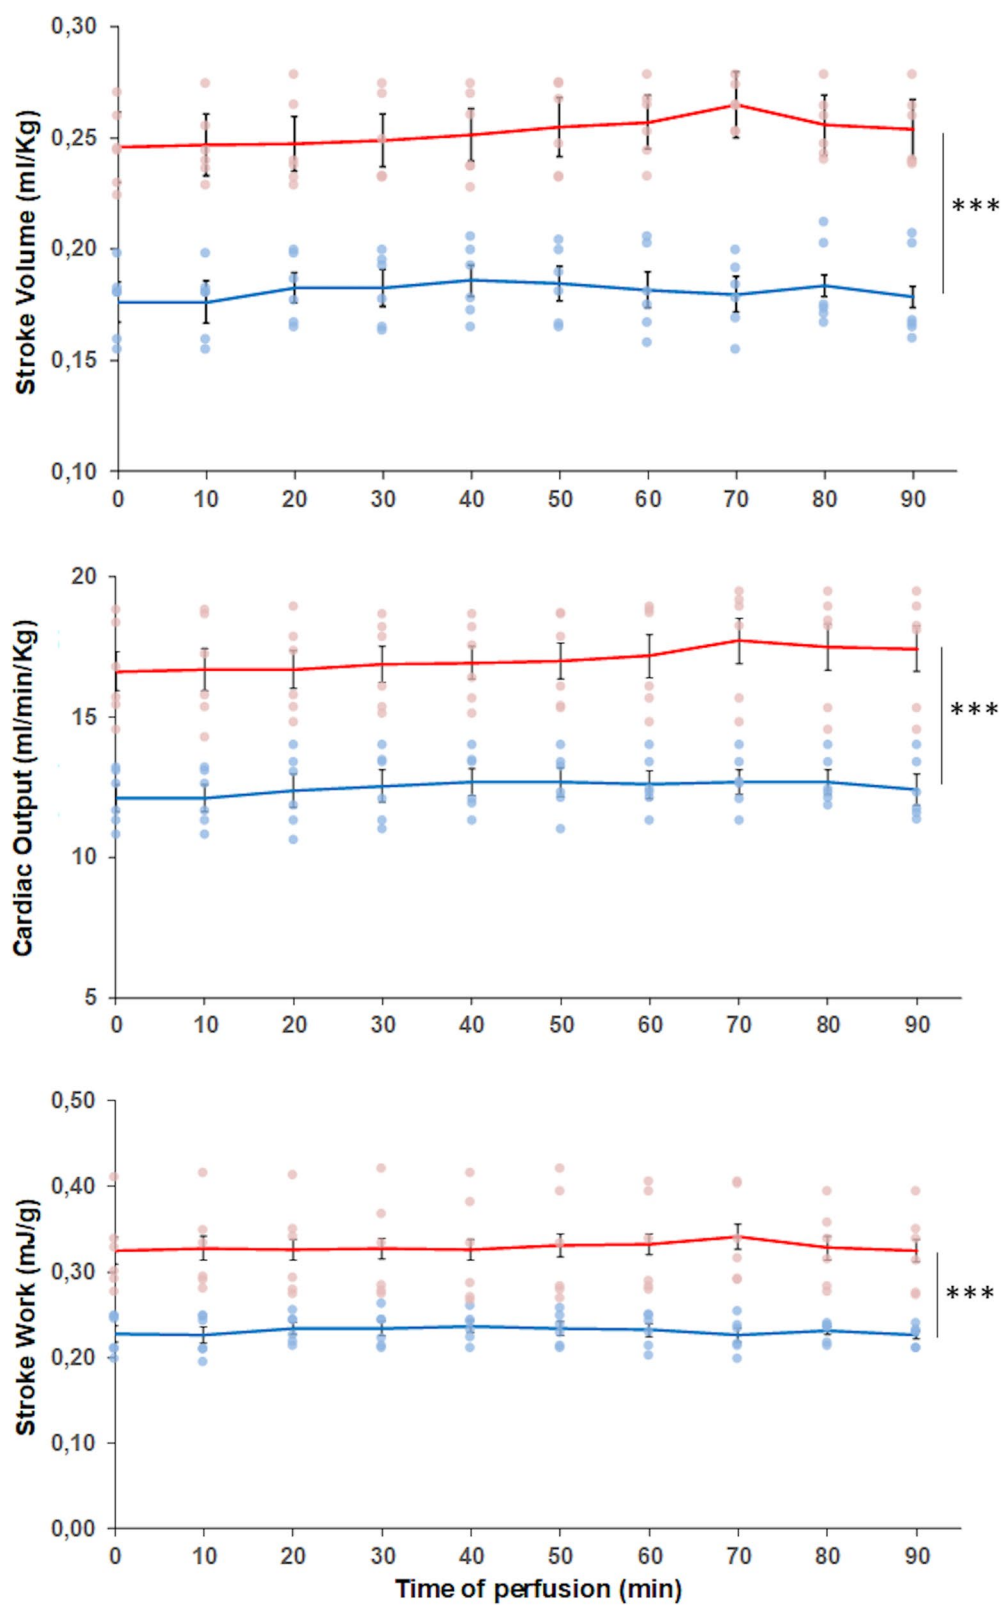 Stroke Volume (ml/Kg)
0,30
0,25
0,20
0,15
0,10
0 10 20 30 40 50 60 70 80 90
***
Cardiac Output (ml/min/Kg)
20
15
10
5
0 10 20 30 40 50 60 70 80 90
***
Stroke Work (mJ/g)
0,50
0,40
0,30
0,20
0,10
0,00
0 10 20 30 40 50 60 70 80 90
***
Time of perfusion (min)